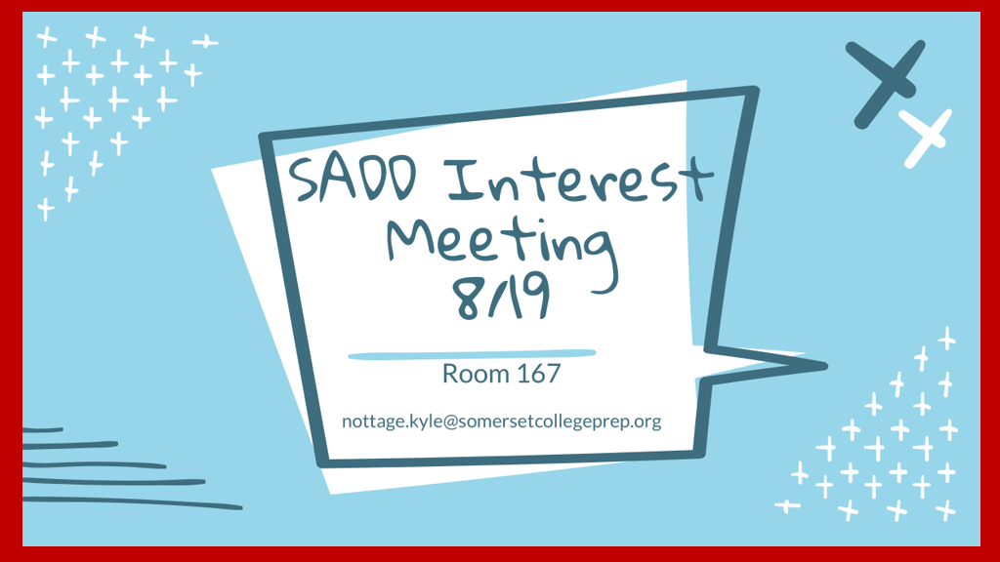 SADD Interest
Meeting
8/19
Room 167
nottage.kyle@somersetcollegeprep.org